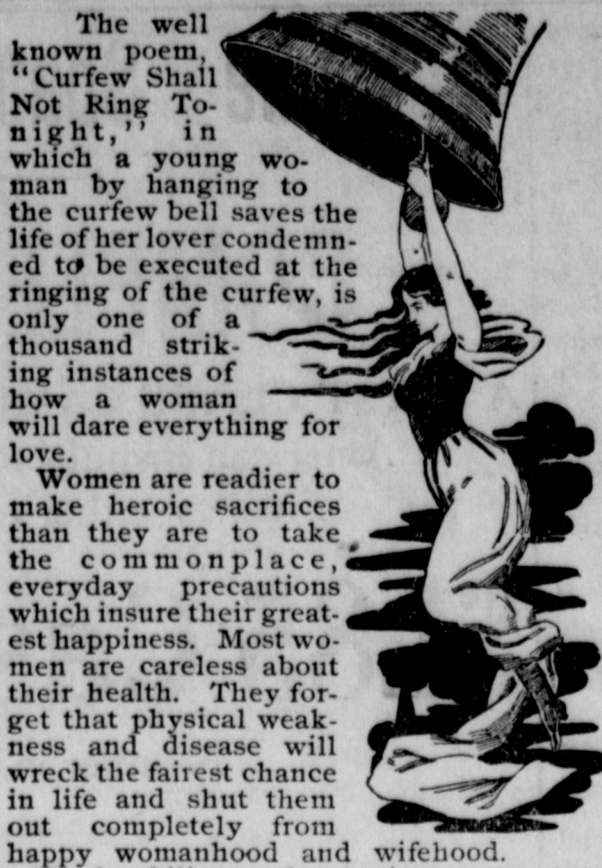 The well
known poem,
"Curfew Shall
Not Ring To-
night," in
which a young wo-
man by hanging to
the curfew bell saves the
life of her lover condemn-
ed to be executed at the
ringing of the curfew, is
only one of a
thousand strik-
ing instances of
how a woman
will dare everything for
love.
Women are readier to
make heroic sacrifices
than they are to take
the commonplace,
everyday precautions
which insure their great-
est happiness. Most wo-
men are careless about
their health. They for-
get that physical weak-
ness and disease will
wreck the fairest chance
in life and shut them
out completely from
happy womanhood and wifehood.